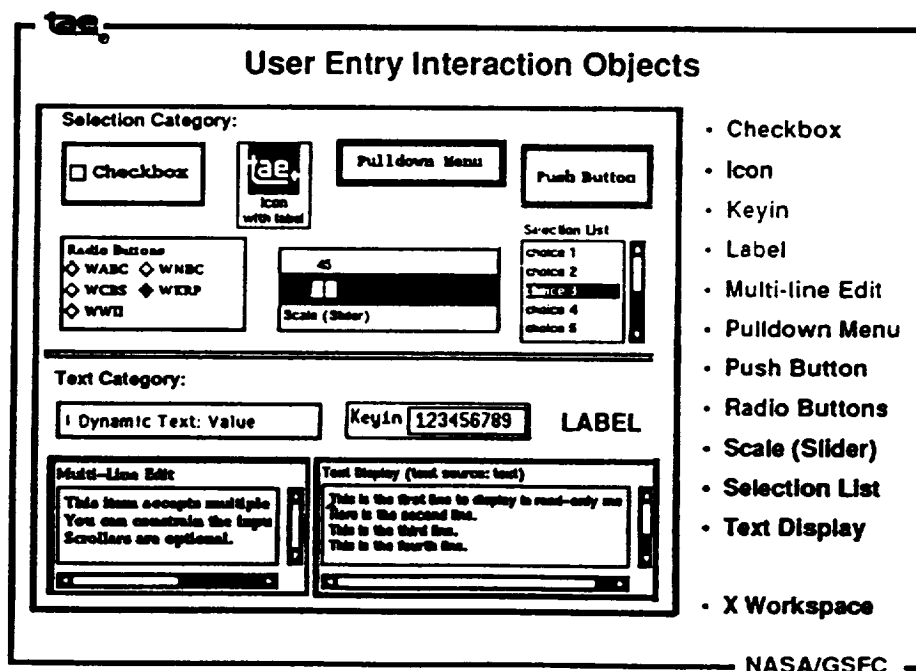 tae
User Entry Interaction Objects
Selection Category:
Checkbox
tae
Icon
with label
Pulldown Menu
Push Button
Radio Buttons
WABC WNBC
WCBS WKRP
WWII
45
Scale (Slider)
Selection List
choice 1
choice 2
choice 3
choice 4
choice 5
Text Category:
Dynamic Text: Value
Keyin 123456789
LABEL
Multi-Line Edit
This item accepts multiple
You can constrain the inpu
Scrollers are optional.
Text Display (text source: text)
This is the first line to display in read-only mo
Here is the second line.
This is the third line.
This is the fourth line.
• Checkbox
• Icon
• Keyin
• Label
• Multi-line Edit
• Pulldown Menu
• Push Button
• Radio Buttons
• Scale (Slider)
• Selection List
• Text Display
• X Workspace
NASA/GSFC